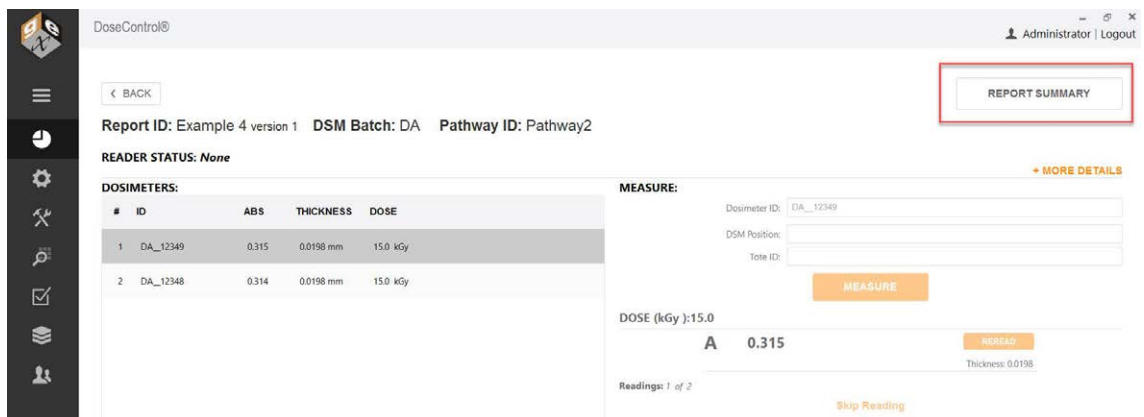 DoseControl®
Administrator | Logout
BACK
REPORT SUMMARY
Report ID: Example 4 version 1 DSM Batch: DA Pathway ID: Pathway2
READER STATUS: None
+ MORE DETAILS
DOSIMETERS:
# ID ABS THICKNESS DOSE
1 DA__12349 0.315 0.0198 mm 15.0 kGy
2 DA__12348 0.314 0.0198 mm 15.0 kGy
MEASURE:
Dosimeter ID: DA__12349
DSM Position:
Tote ID:
MEASURE
DOSE (kGy ):15.0
A 0.315 REREAD
Thickness: 0.0198
Readings: 1 of 2
Skip Reading